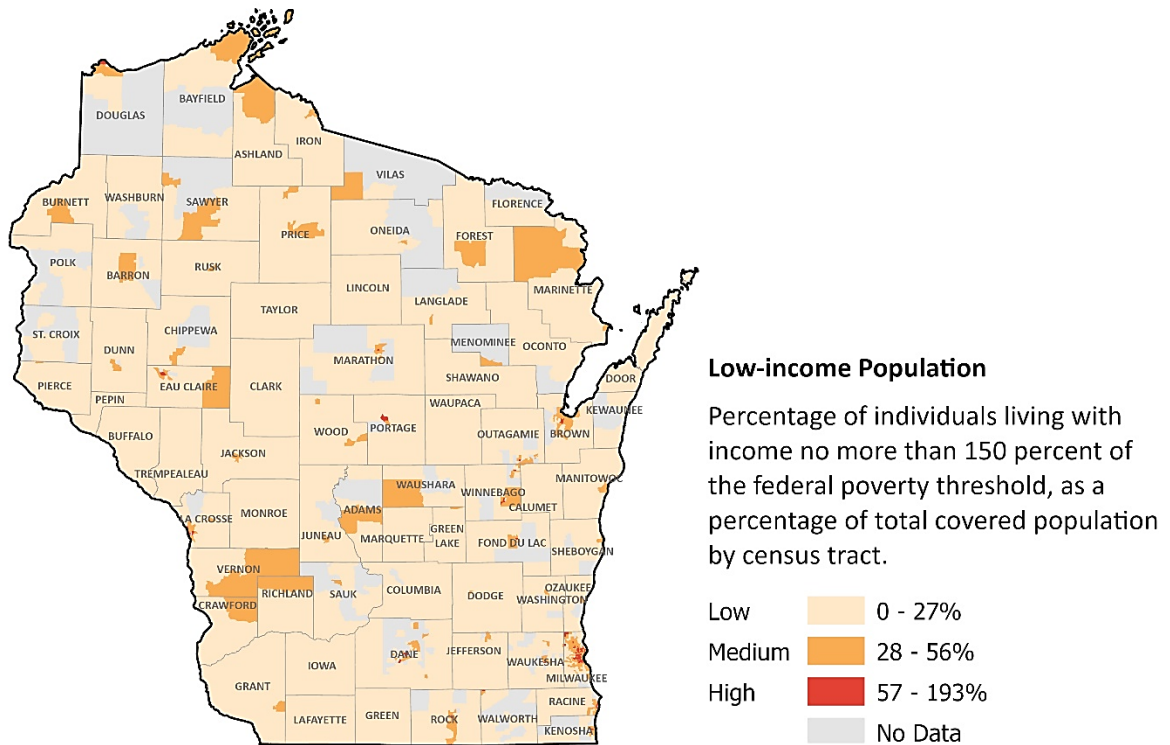 DOUGLAS
BAYFIELD
ASHLAND
IRON
VILAS
BURNETT
WASHBURN
SAWYER
PRICE
ONEIDA
FOREST
FLORENCE
POLK
BARRON
RUSK
LINCOLN
LANGLADE
MARINETTE
TAYLOR
ST. CROIX
DUNN
CHIPPEWA
MARATHON
MENOMINEE
OCONTO
PIERCE
PEPIN
EAU CLAIRE
CLARK
SHAWANO
DOOR
BUFFALO
TREMPEALEAU
JACKSON
WOOD
PORTAGE
WAUPACA
OUTAGAMIE
BROWN
KEWAUNEE
LA CROSSE
MONROE
JUNEAU
ADAMS
WAUSHARA
WINNEBAGO
CALUMET
MANITOWOC
MARQUETTE
GREEN
LAKE
FOND DU LAC
SHEBOYGAN
VERNON
CRAWFORD
RICHLAND
SAUK
COLUMBIA
DODGE
WASHINGTON
OZAUKEE
GRANT
IOWA
DANE
JEFFERSON
WAUKESHA
MILWAUKEE
LAFAYETTE
GREEN
ROCK
WALWORTH
RACINE
KENOSHA
Low-income Population
Percentage of individuals living with
income no more than 150 percent of
the federal poverty threshold, as a
percentage of total covered population
by census tract.
Low 0 - 27%
Medium 28 - 56%
High 57 - 193%
No Data